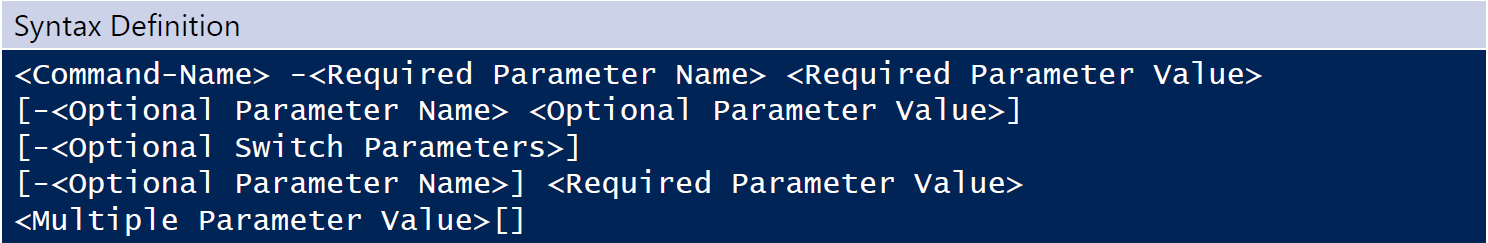 Syntax Definition
<Command-Name> -<Required Parameter Name> <Required Parameter Value>
[-<Optional Parameter Name> <Optional Parameter Value>]
[-<Optional Switch Parameters>]
[-<Optional Parameter Name>] <Required Parameter Value>
<Multiple Parameter Value>[]